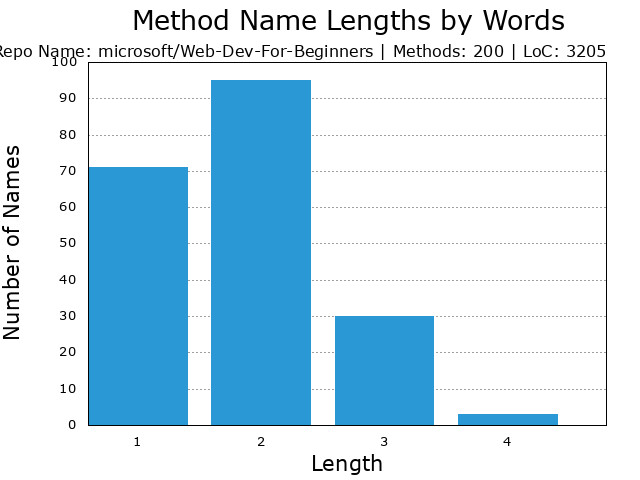 Method Name Lengths by Words
Repo Name: microsoft/Web-Dev-For-Beginners | Methods: 200 | LoC: 3205
100
90
80
70
60
50
40
30
20
10
0
Number of Names
1 2 3 4
Length